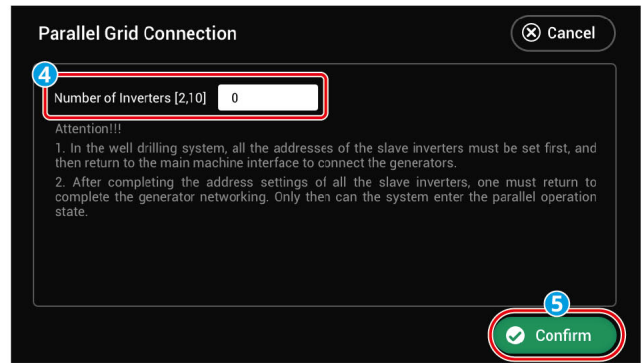 Parallel Grid Connection
Cancel
4
Number of Inverters [2,10] 0
Attention!!!
1. In the well drilling system, all the addresses of the slave inverters must be set first, and
then return to the main machine interface to connect the generators.
2. After completing the address settings of all the slave inverters, one must return to
complete the generator networking. Only then can the system enter the parallel operation
state.
5
Confirm